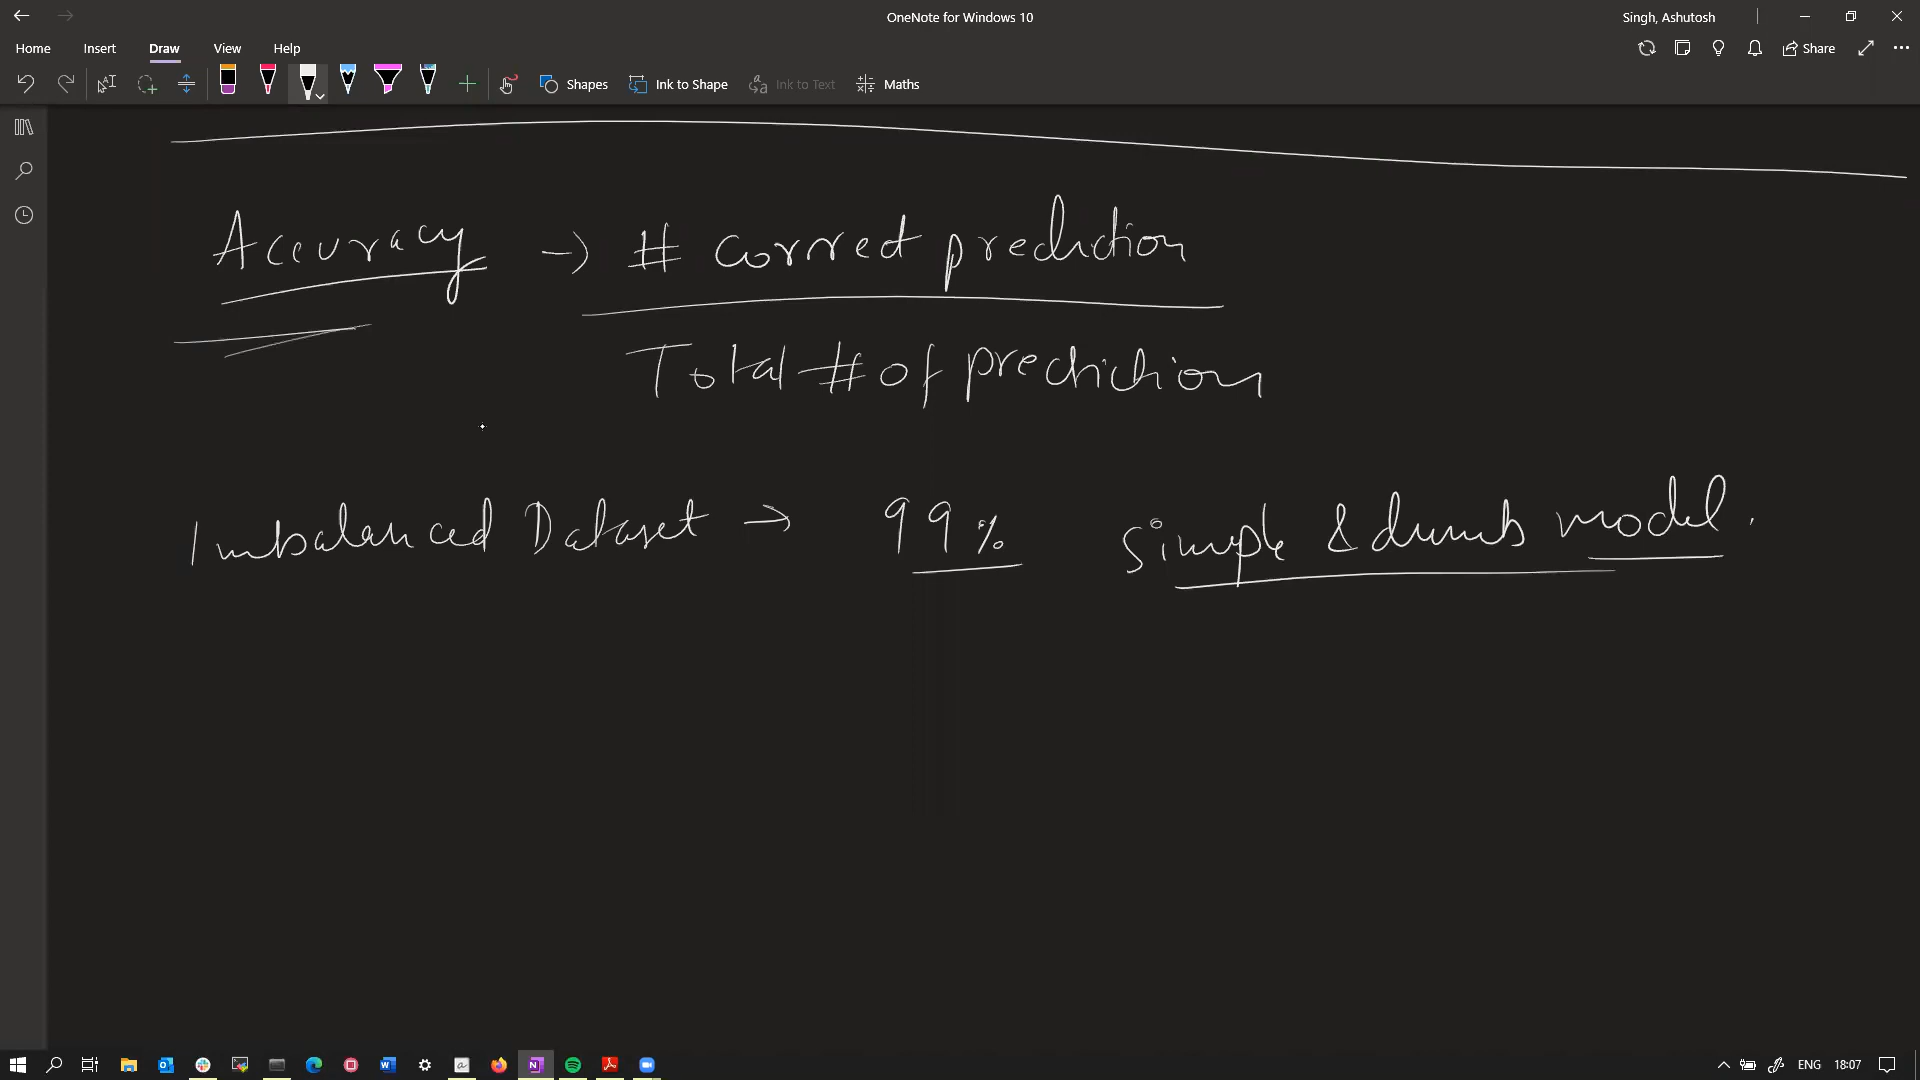 OneNote for Windows 10
Singh, Ashutosh
Home Insert Draw View Help
Share
Shapes Ink to Shape Ink to Text Maths
Accuracy → # correct prediction
Total # of prediction
Imbalanced Dataset → 99% Simple & dumb model.
ENG 18:07